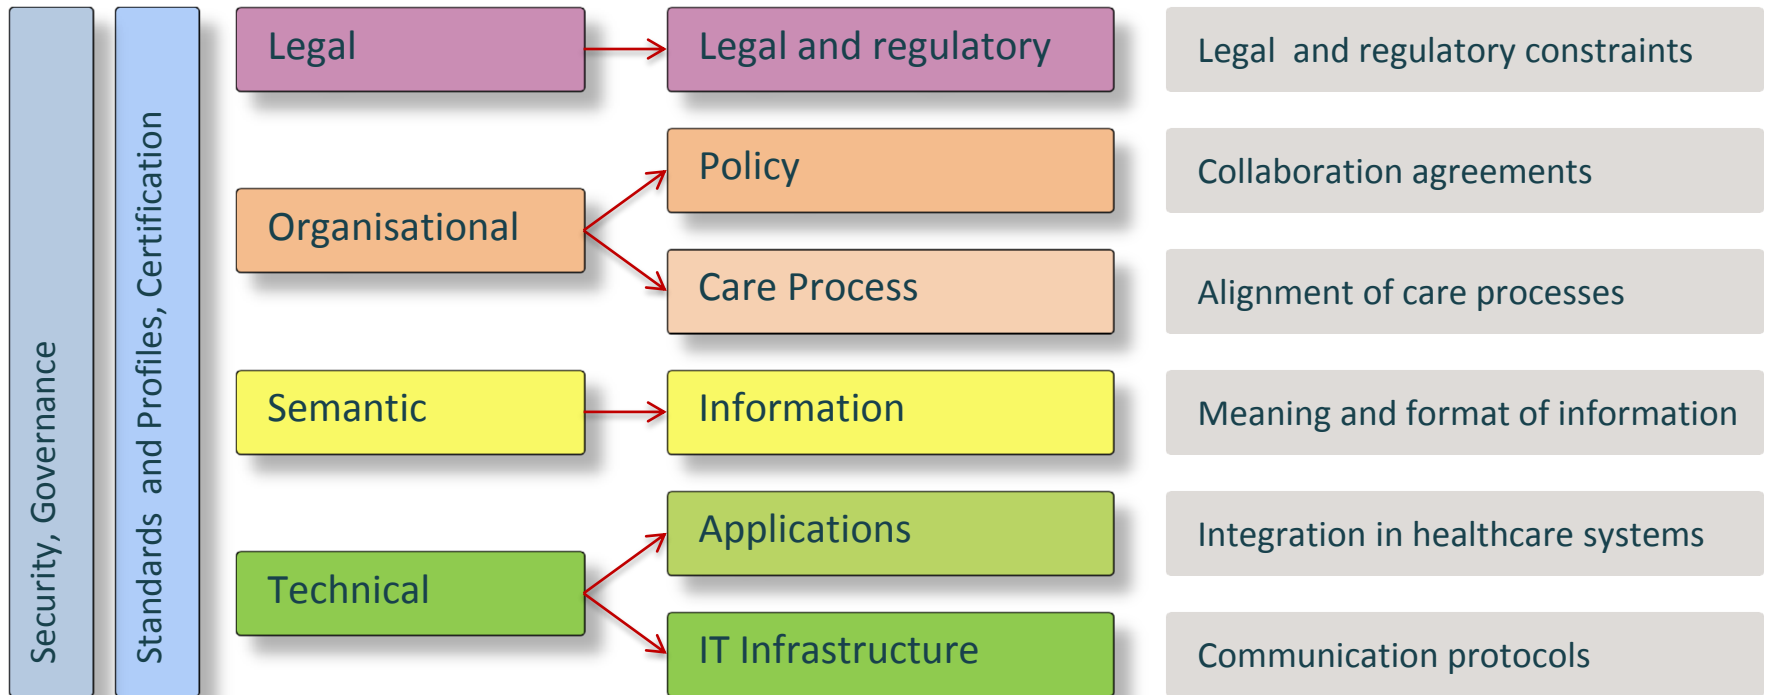 Security, Governance
Standards and Profiles, Certification
Legal
Legal and regulatory
Legal and regulatory constraints
Organisational
Policy
Collaboration agreements
Care Process
Alignment of care processes
Semantic
Information
Meaning and format of information
Technical
Applications
Integration in healthcare systems
IT Infrastructure
Communication protocols